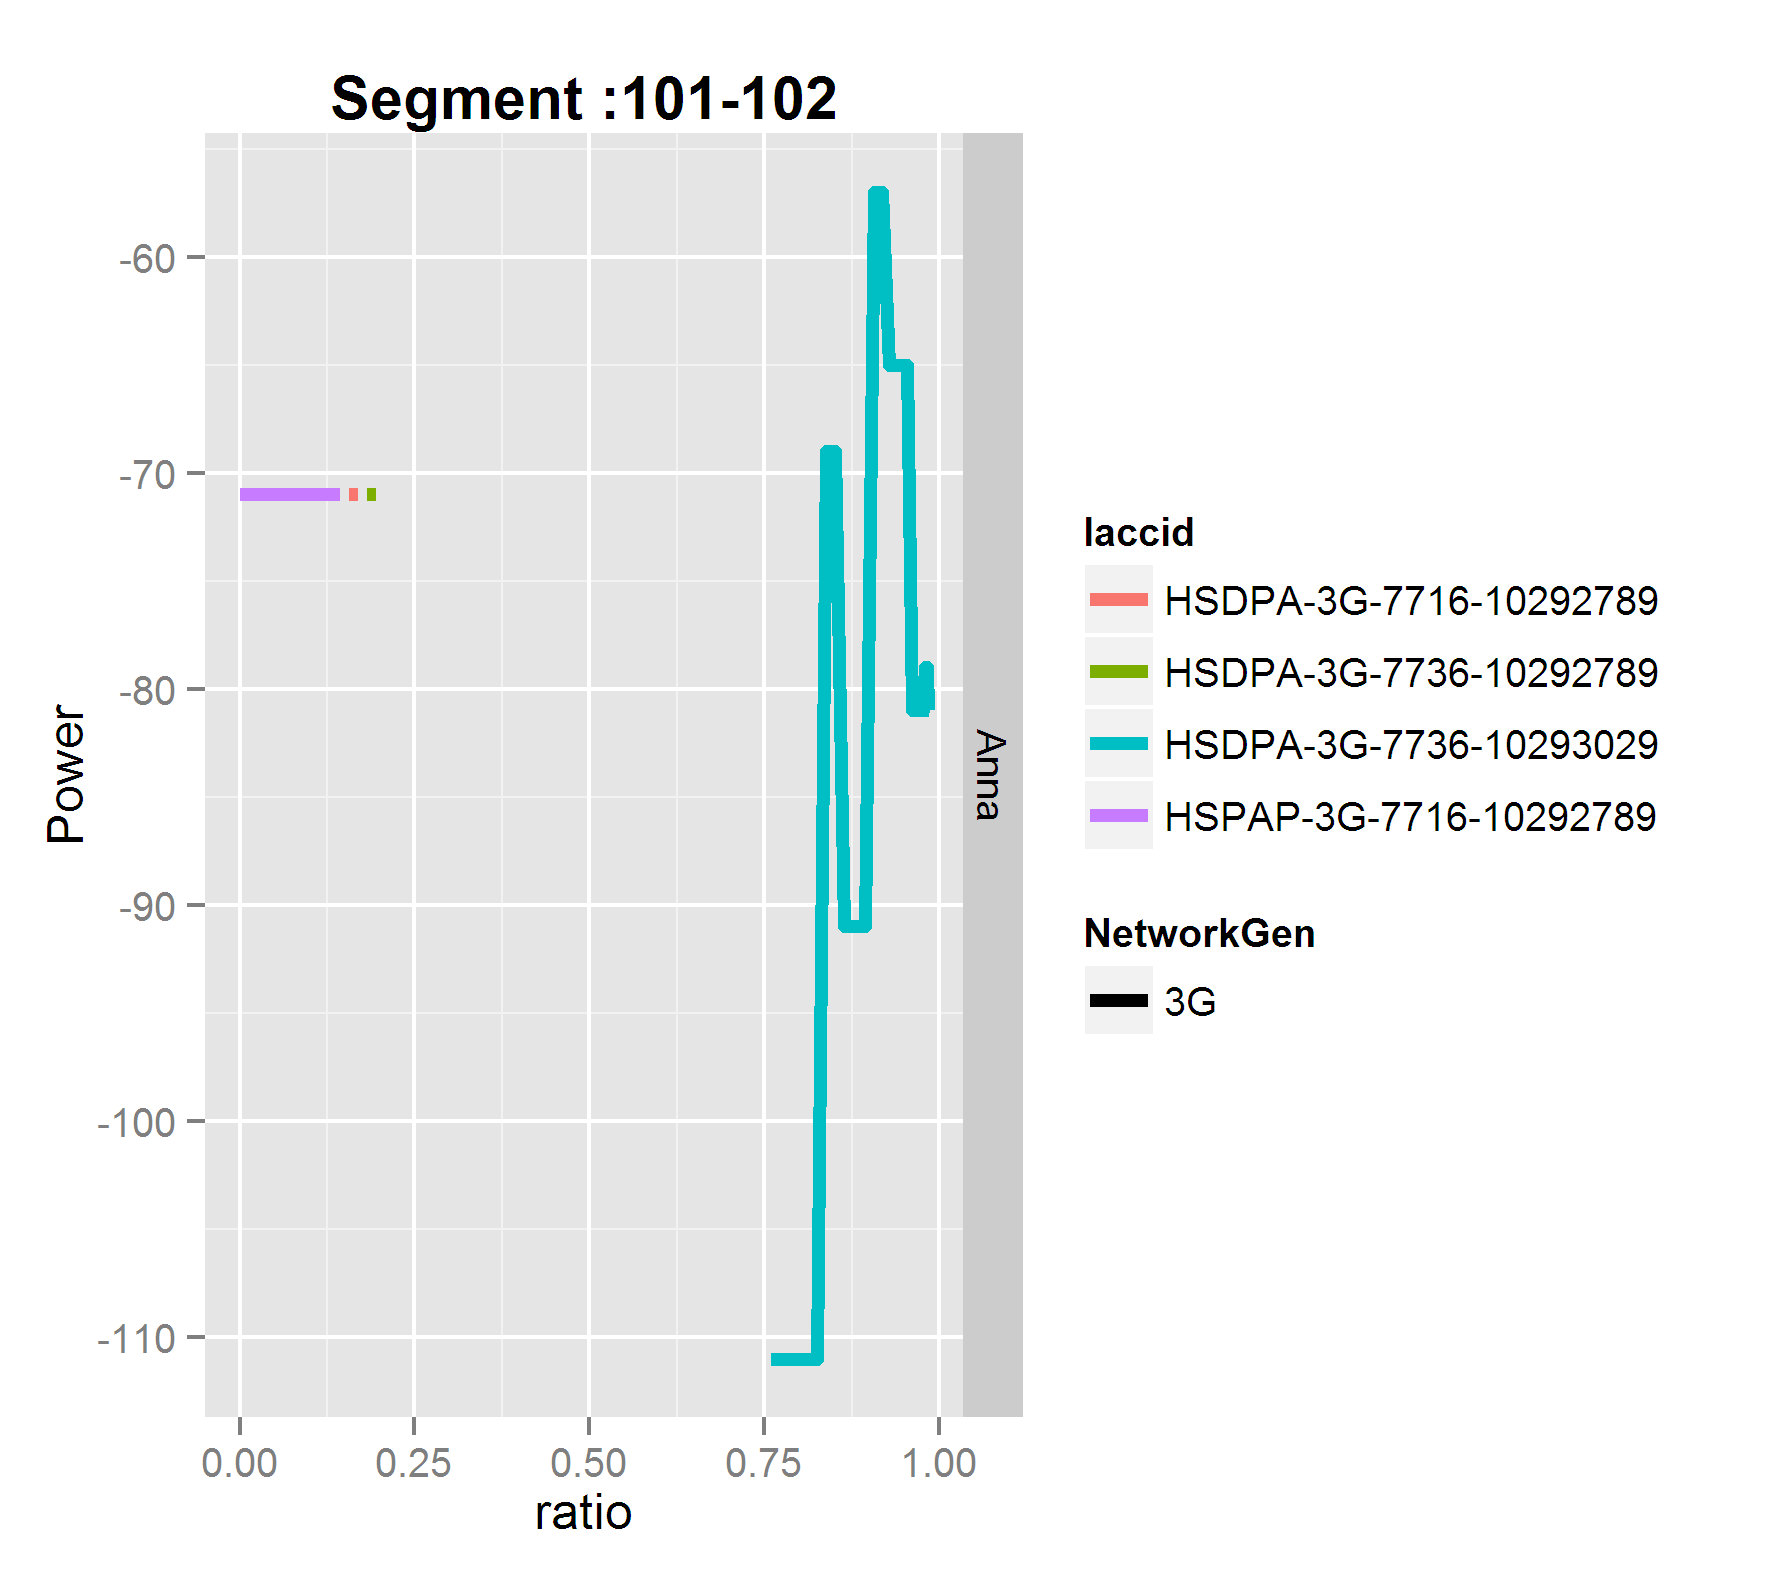 Segment :101-102
-60
-70
-80
-90
-100
-110
Power
0.00 0.25 0.50 0.75 1.00
ratio
Anna
laccid
HSDPA-3G-7716-10292789
HSDPA-3G-7736-10292789
HSDPA-3G-7736-10293029
HSPAP-3G-7716-10292789
NetworkGen
3G